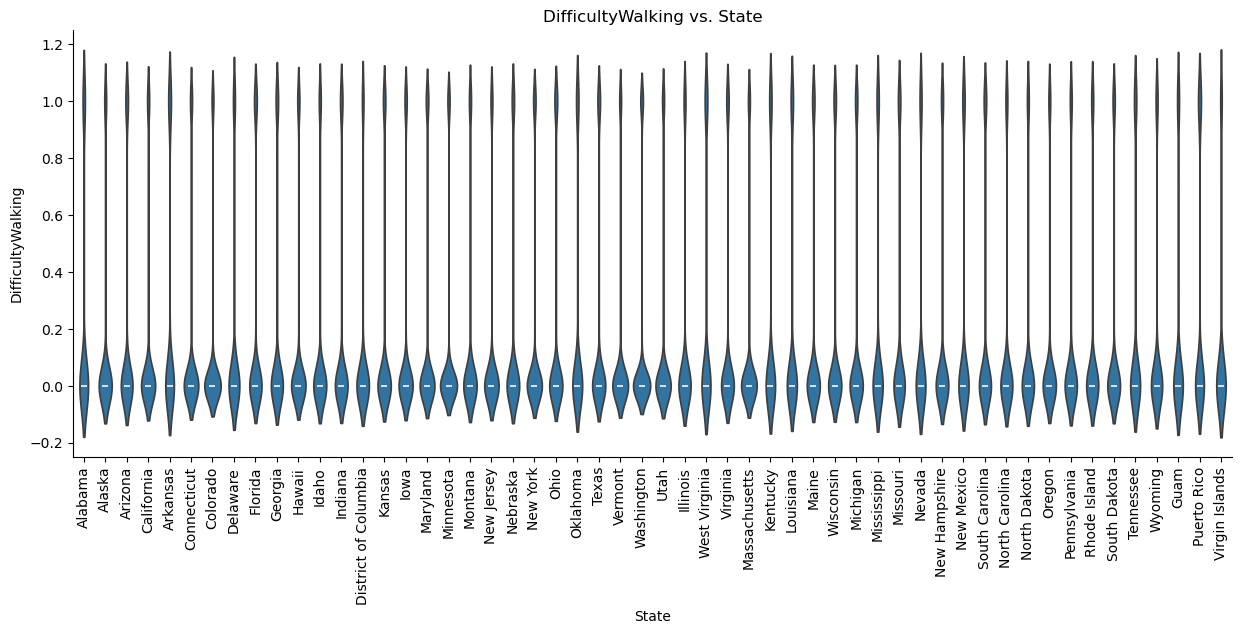 DifficultyWalking vs. State
1.2
1.0
0.8
0.6
0.4
0.2
0.0
−0.2
DifficultyWalking
Alabama
Alaska
Arizona
California
Arkansas
Connecticut
Colorado
Delaware
Florida
Georgia
Hawaii
Idaho
Indiana
District of Columbia
Kansas
Iowa
Maryland
Minnesota
Montana
New Jersey
Nebraska
New York
Ohio
Oklahoma
Texas
Vermont
Washington
Utah
Illinois
West Virginia
Virginia
Massachusetts
Kentucky
Louisiana
Maine
Wisconsin
Michigan
Mississippi
Missouri
Nevada
New Hampshire
New Mexico
South Carolina
North Carolina
North Dakota
Oregon
Pennsylvania
Rhode Island
South Dakota
Tennessee
Wyoming
Guam
Puerto Rico
Virgin Islands
State